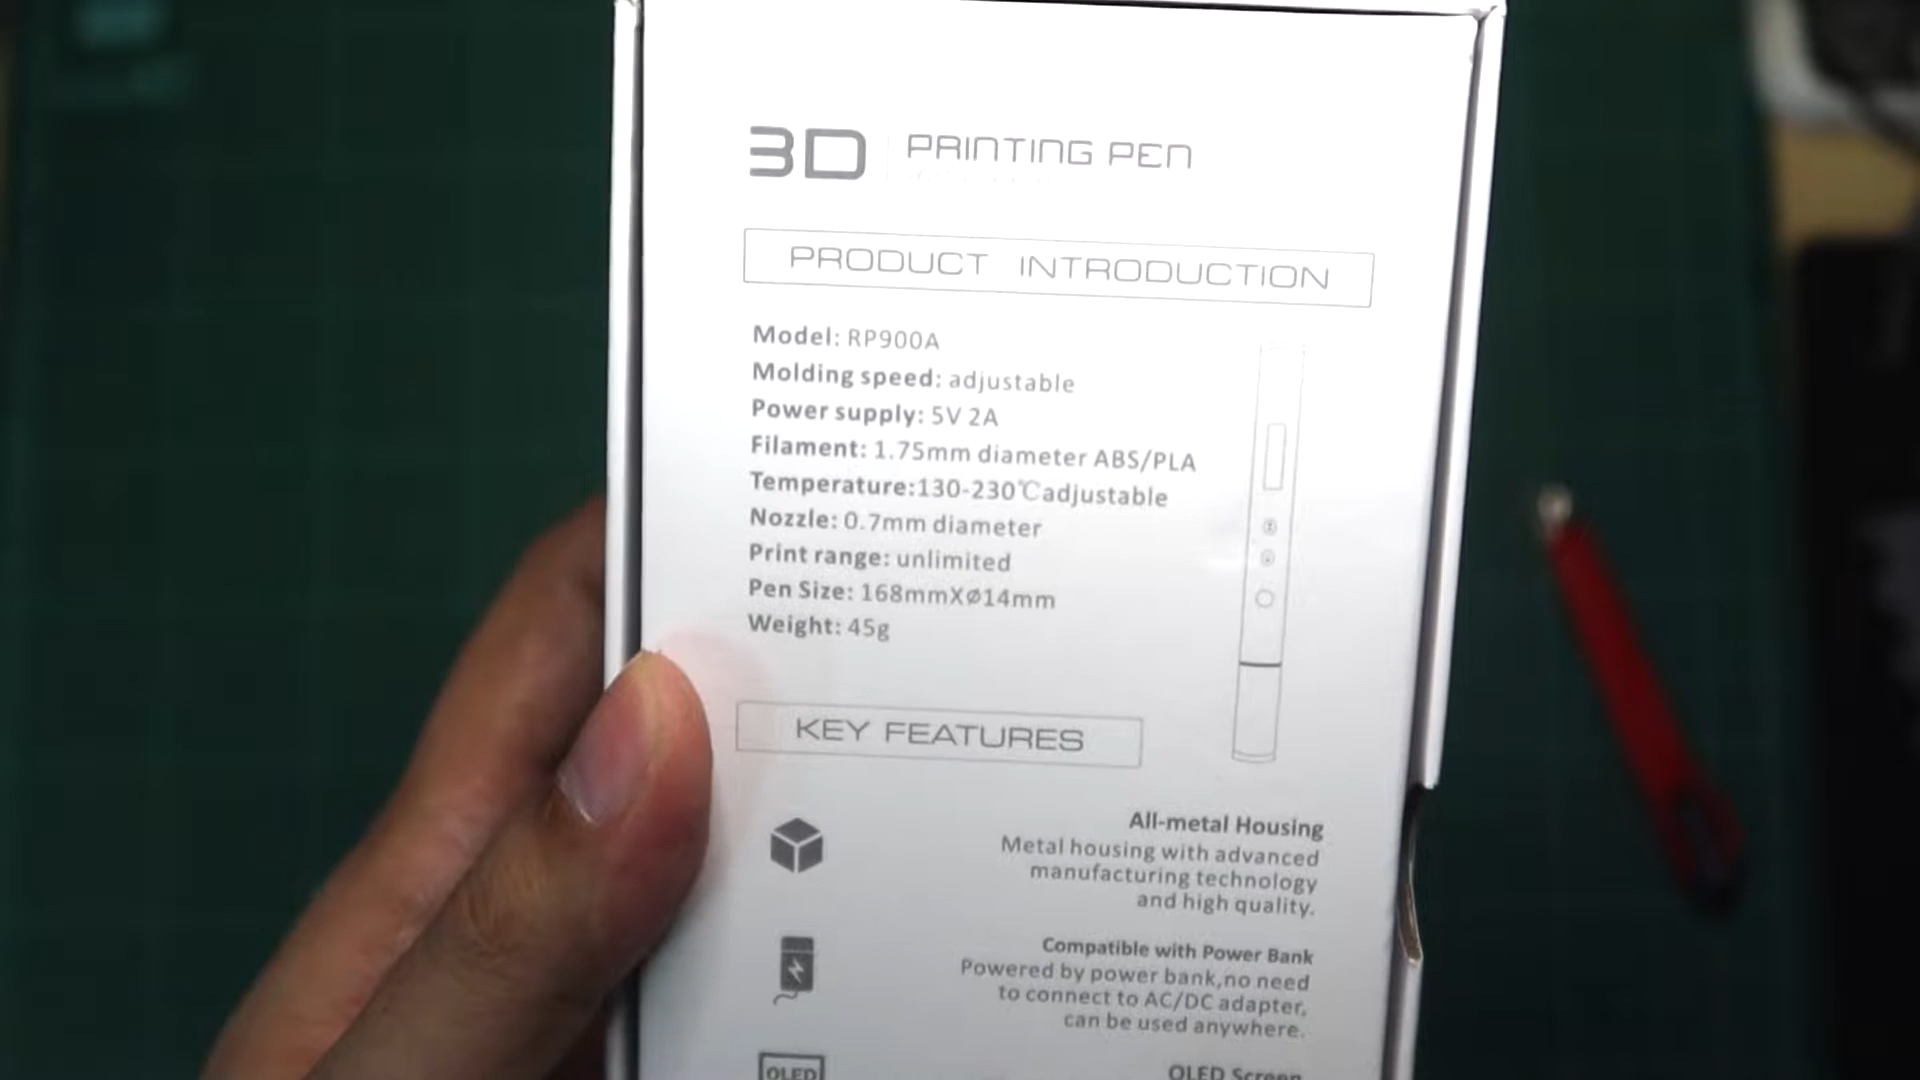 3D PRINTING PEN
PRODUCT INTRODUCTION
Model: RP900A
Molding speed: adjustable
Power supply: 5V 2A
Filament: 1.75mm diameter ABS/PLA
Temperature:130-230℃adjustable
Nozzle: 0.7mm diameter
Print range: unlimited
Pen Size: 168mmXØ14mm
Weight: 45g
KEY FEATURES
All-metal Housing
Metal housing with advanced
manufacturing technology
and high quality.
Compatible with Power Bank
Powered by power bank,no need
to connect to AC/DC adapter,
can be used anywhere.
OLED
OLED Screen